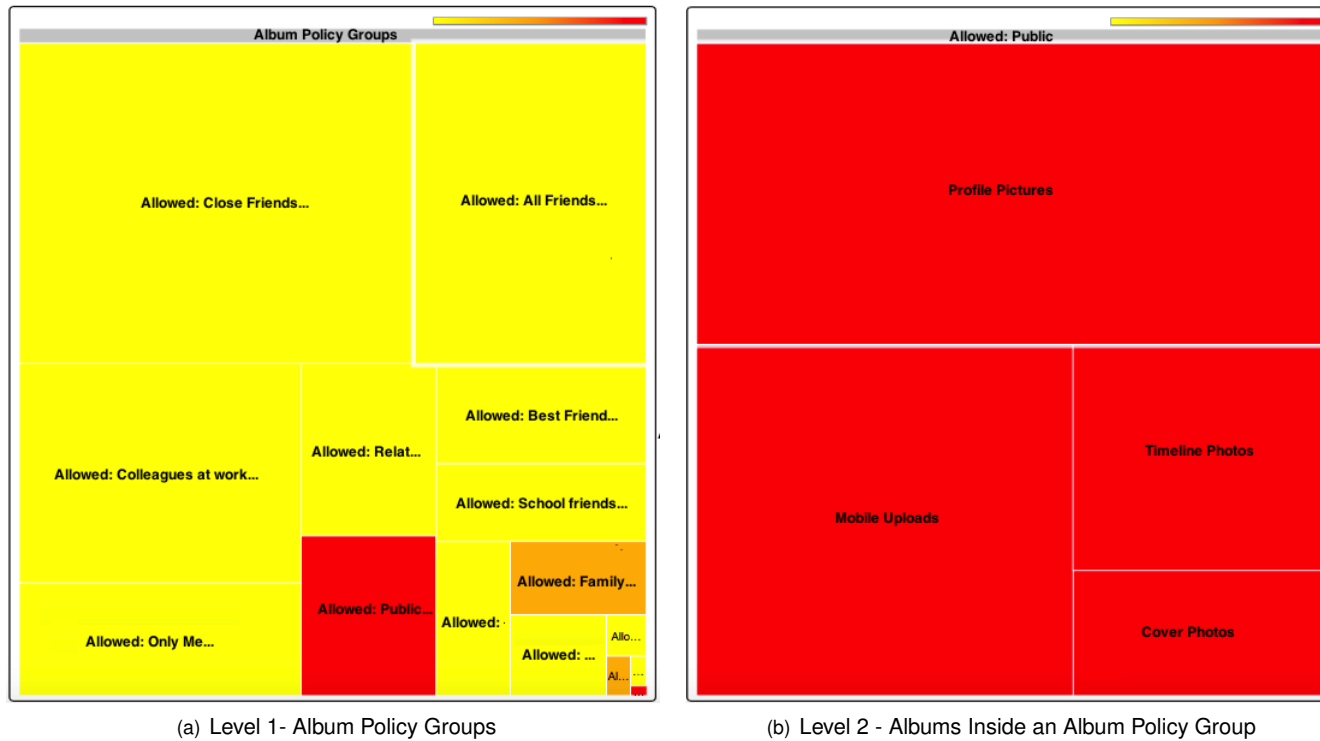 Album Policy Groups
Allowed: Close Friends...
Allowed: All Friends...
Allowed: Colleagues at work...
Allowed: Relat...
Allowed: Best Friend...
Allowed: School friends...
Allowed: Only Me...
Allowed: Public...
Allowed:
Allowed: Family...
Allowed: ...
Allo...
Al...
...
...
(a) Level 1- Album Policy Groups
Allowed: Public
Profile Pictures
Mobile Uploads
Timeline Photos
Cover Photos
(b) Level 2 - Albums Inside an Album Policy Group